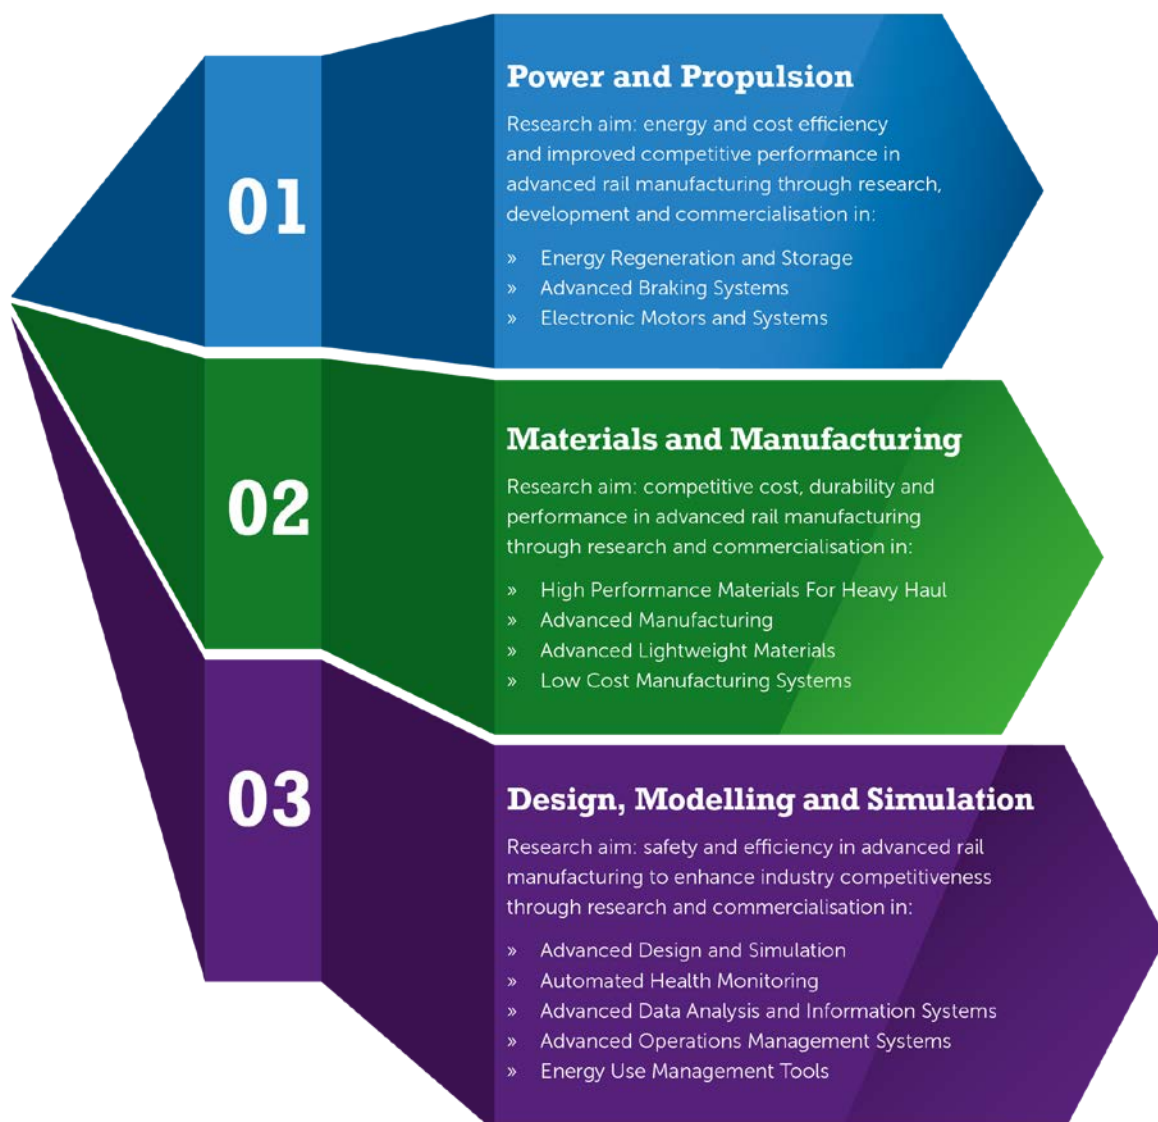 01
Power and Propulsion
Research aim: energy and cost efficiency
and improved competitive performance in
advanced rail manufacturing through research,
development and commercialisation in:
» Energy Regeneration and Storage
» Advanced Braking Systems
» Electronic Motors and Systems
02
Materials and Manufacturing
Research aim: competitive cost, durability and
performance in advanced rail manufacturing
through research and commercialisation in:
» High Performance Materials For Heavy Haul
» Advanced Manufacturing
» Advanced Lightweight Materials
» Low Cost Manufacturing Systems
03
Design, Modelling and Simulation
Research aim: safety and efficiency in advanced rail
manufacturing to enhance industry competitiveness
through research and commercialisation in:
» Advanced Design and Simulation
» Automated Health Monitoring
» Advanced Data Analysis and Information Systems
» Advanced Operations Management Systems
» Energy Use Management Tools